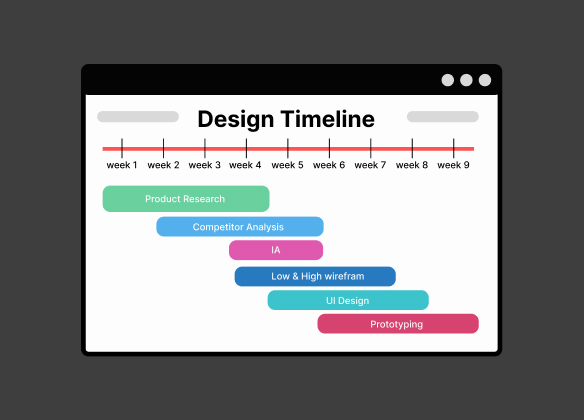 Design Timeline
week 1 week 2 week 3 week 4 week 5 week 6 week 7 week 8 week 9
Product Research
Competitor Analysis
IA
Low & High wirefram
UI Design
Prototyping